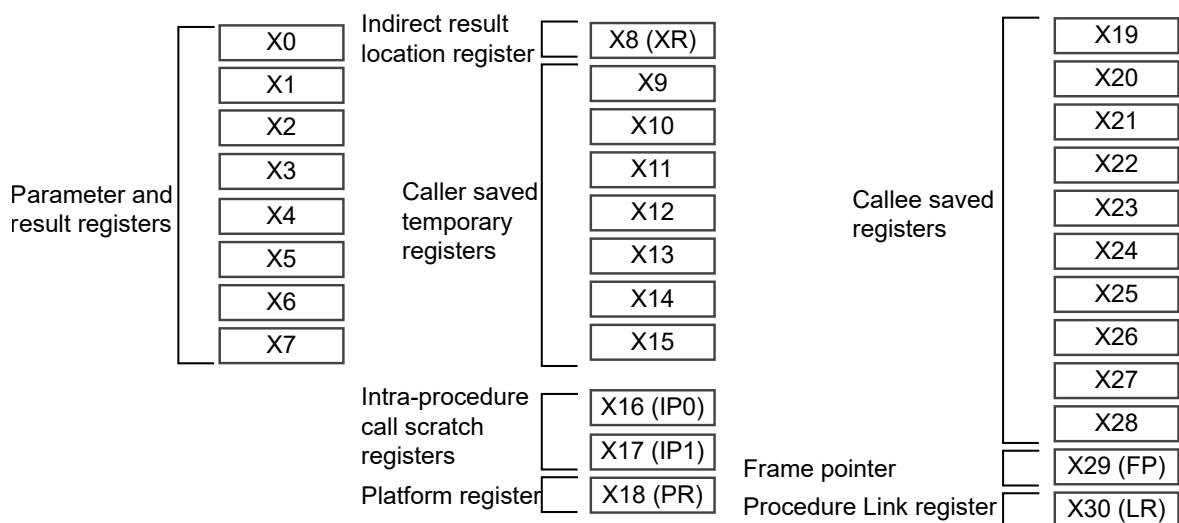 Parameter and
result registers
X0
X1
X2
X3
X4
X5
X6
X7
Indirect result
location register
X8 (XR)
Caller saved
temporary
registers
X9
X10
X11
X12
X13
X14
X15
Intra-procedure
call scratch
registers
X16 (IP0)
X17 (IP1)
Platform register
X18 (PR)
Callee saved
registers
X19
X20
X21
X22
X23
X24
X25
X26
X27
X28
Frame pointer
X29 (FP)
Procedure Link register
X30 (LR)